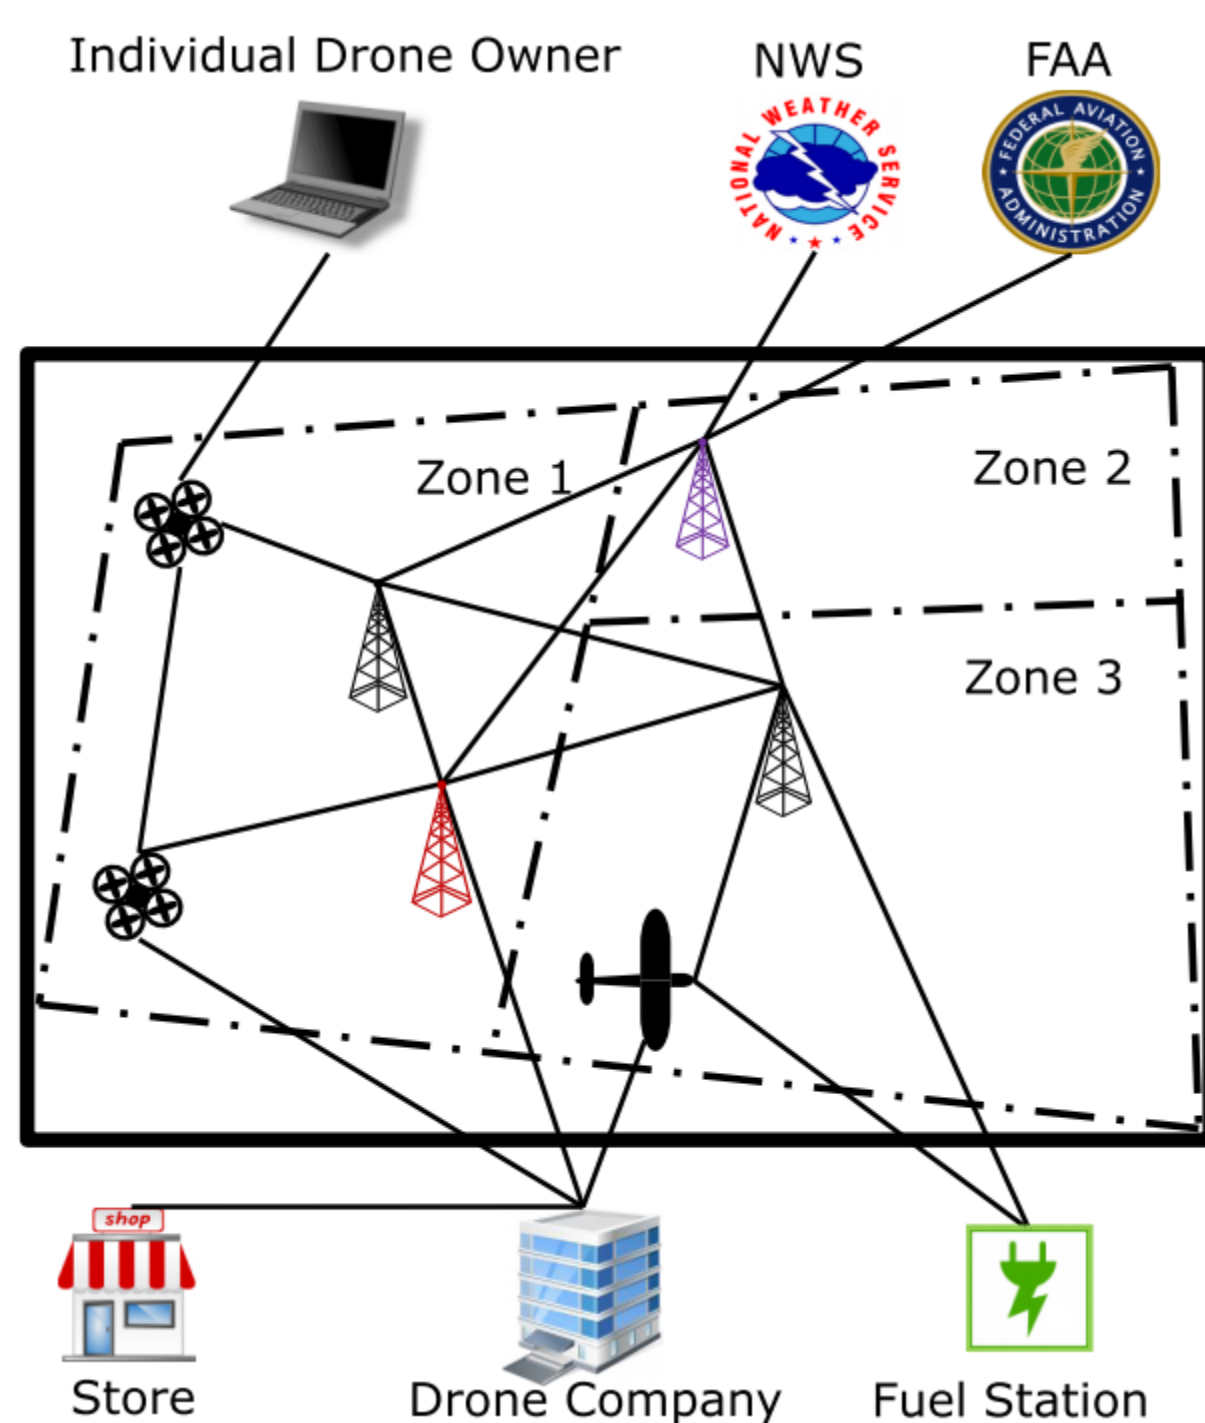 Individual Drone Owner
NWS
FAA
NATIONAL WEATHER SERVICE
FEDERAL AVIATION
ADMINISTRATION
Zone 1
Zone 2
Zone 3
shop
Store
Drone Company
Fuel Station